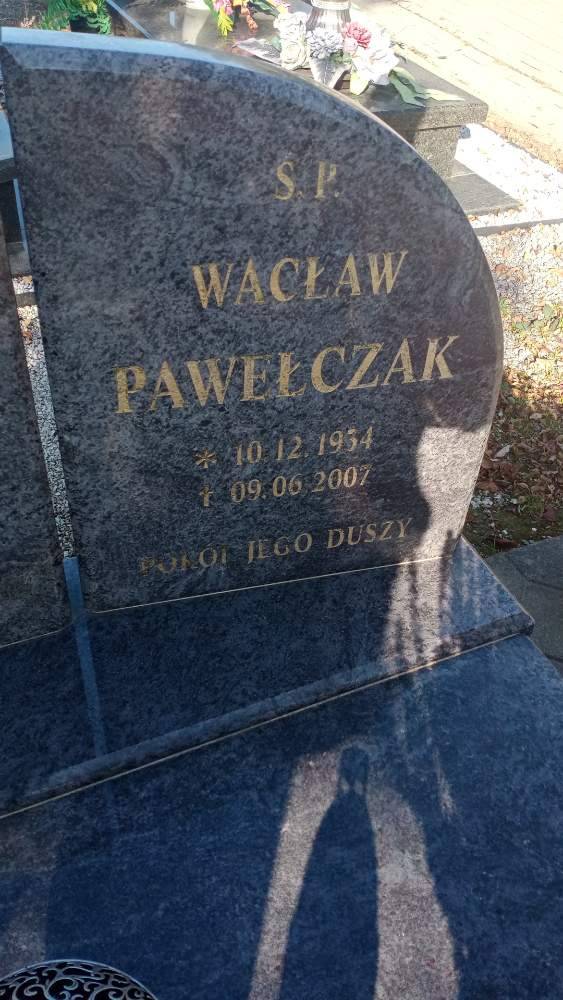 Ś. P.
WACŁAW
PAWEŁCZAK
* 10.12.1934
† 09.06.2007
POKÓJ JEGO DUSZY